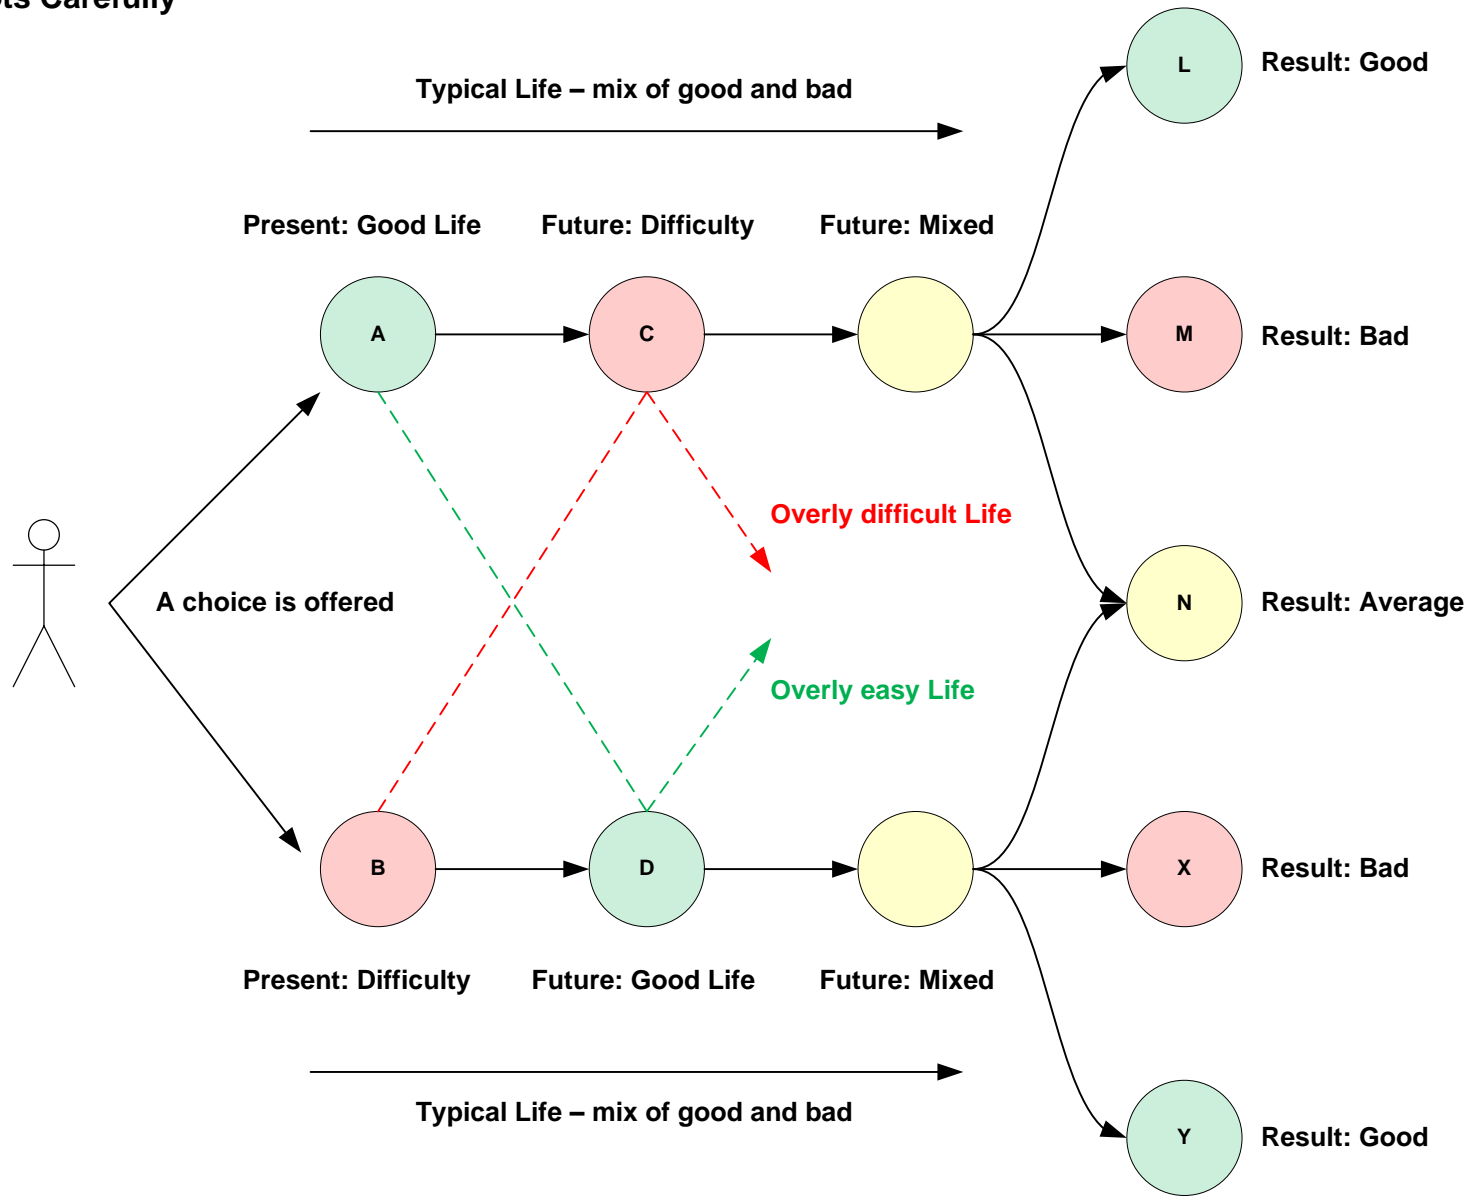 Carefully
L
Result: Good
Typical Life – mix of good and bad
Present: Good Life
Future: Difficulty
Future: Mixed
A
C
M
Result: Bad
Overly difficult Life
A choice is offered
N
Result: Average
Overly easy Life
B
D
X
Result: Bad
Present: Difficulty
Future: Good Life
Future: Mixed
Typical Life – mix of good and bad
Y
Result: Good